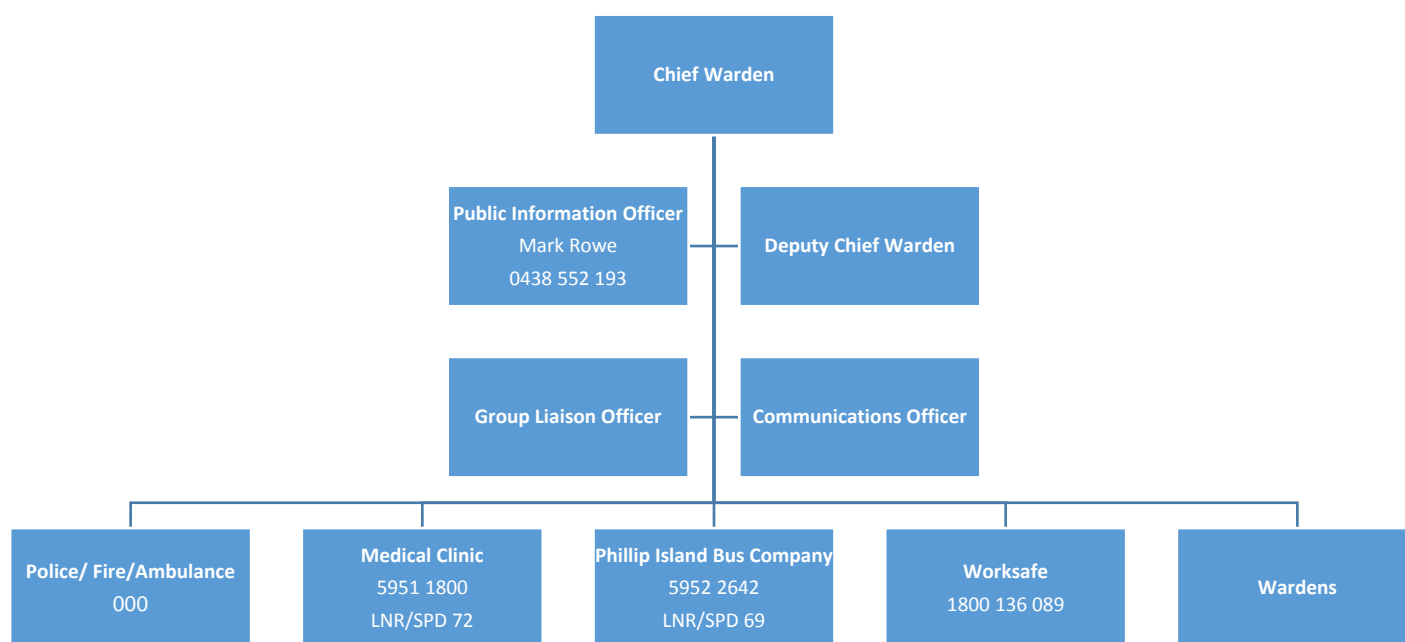 Chief Warden
Public Information Officer
Mark Rowe
0438 552 193
Deputy Chief Warden
Group Liaison Officer
Communications Officer
Police/ Fire/Ambulance
000
Medical Clinic
5951 1800
LNR/SPD 72
Phillip Island Bus Company
5952 2642
LNR/SPD 69
Worksafe
1800 136 089
Wardens